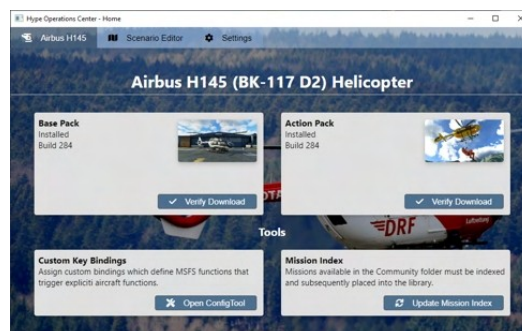 Hype Operations Center - Home
Airbus H145
Scenario Editor
Settings
Airbus H145 (BK-117 D2) Helicopter
Base Pack
Installed
Build 284
Verify Download
Action Pack
Installed
Build 284
Verify Download
DRF
Luftrettung
Tools
Custom Key Bindings
Assign custom bindings which define MSFS functions that
trigger expliciti aircraft functions.
Open ConfigTool
Mission Index
Missions available in the Community folder must be indexed
and subsequently placed into the library.
Update Mission Index